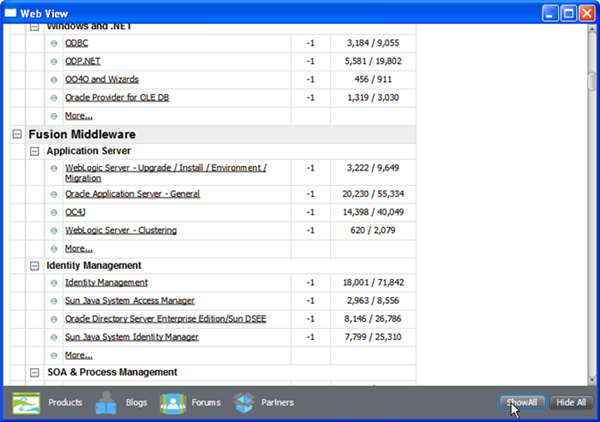 Web View
Windows and .NET
ODBC -1 3,184 / 9,055
ODP.NET -1 5,581 / 19,802
OO4O and Wizards -1 456 / 911
Oracle Provider for OLE DB -1 1,319 / 3,030
More...
Fusion Middleware
Application Server
WebLogic Server - Upgrade / Install / Environment / -1 3,222 / 9,649
Migration
Oracle Application Server - General -1 20,230 / 55,334
OC4J -1 14,398 / 40,049
WebLogic Server - Clustering -1 620 / 2,079
More...
Identity Management
Identity Management -1 18,001 / 71,842
Sun Java System Access Manager -1 2,963 / 8,556
Oracle Directory Server Enterprise Edition/Sun DSEE -1 8,146 / 26,786
Sun Java System Identity Manager -1 7,799 / 25,310
More...
SOA & Process Management
Products Blogs Forums Partners ShowAll Hide All